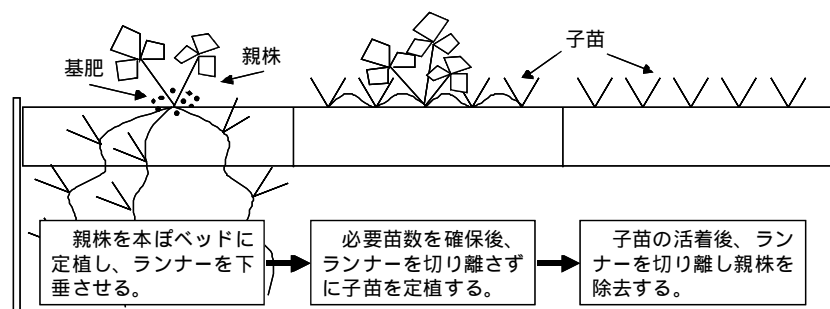 子苗
親株
基肥
親株を本ぽベッドに
定植し、ランナーを下
垂させる。
必要苗数を確保後、
ランナーを切り離さず
に子苗を定植する。
子苗の活着後、ラン
ナーを切り離し親株を
除去する。